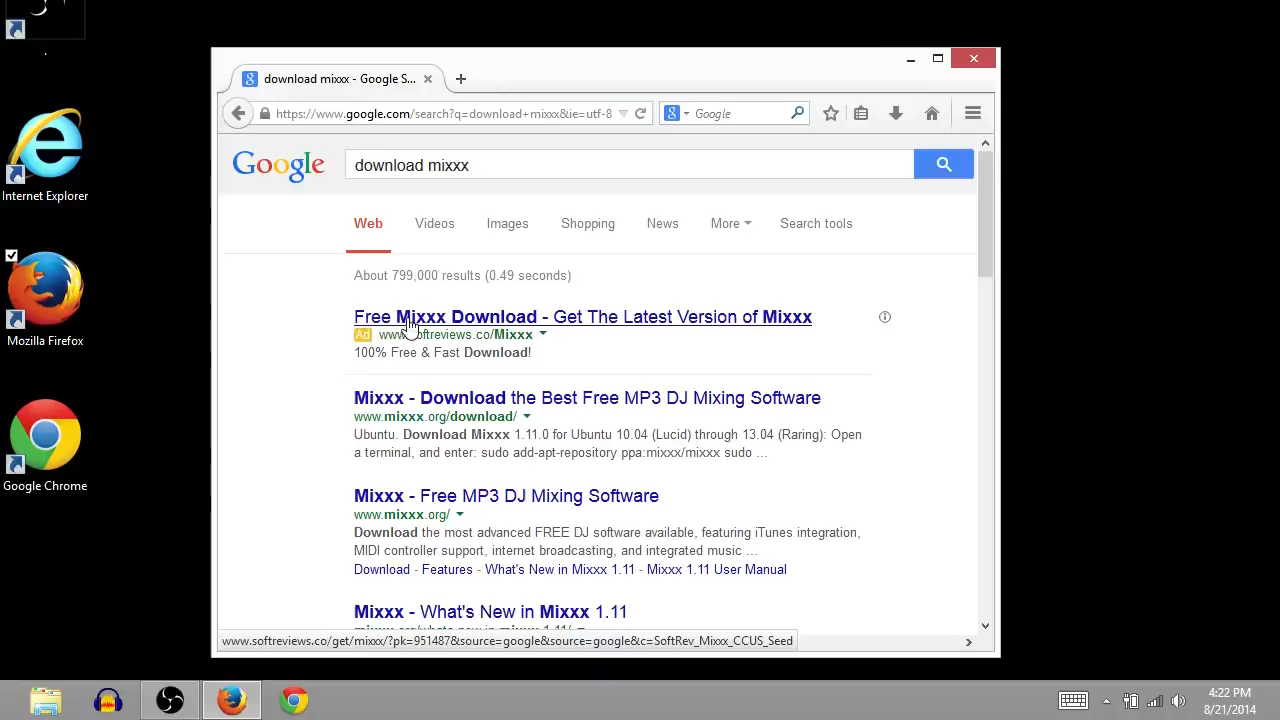 .
Internet Explorer
Mozilla Firefox
Google Chrome
download mixxx - Google S...
https://www.google.com/search?q=download+mixxx&ie=utf-8
Google
Google
download mixxx
Web Videos Images Shopping News More Search tools
About 799,000 results (0.49 seconds)
Free Mixxx Download - Get The Latest Version of Mixxx
Ad www.softreviews.co/Mixxx
100% Free & Fast Download!
Mixxx - Download the Best Free MP3 DJ Mixing Software
www.mixxx.org/download/
Ubuntu. Download Mixxx 1.11.0 for Ubuntu 10.04 (Lucid) through 13.04 (Raring): Open
a terminal, and enter: sudo add-apt-repository ppa:mixxx/mixxx sudo ...
Mixxx - Free MP3 DJ Mixing Software
www.mixxx.org/
Download the most advanced FREE DJ software available, featuring iTunes integration,
MIDI controller support, internet broadcasting, and integrated music ...
Download - Features - What's New in Mixxx 1.11 - Mixxx 1.11 User Manual
Mixxx - What's New in Mixxx 1.11
www.softreviews.co/get/mixxx/?pk=951487&source=google&source=google&c=SoftRev_Mixxx_CCUS_Seed
4:22 PM
8/21/2014